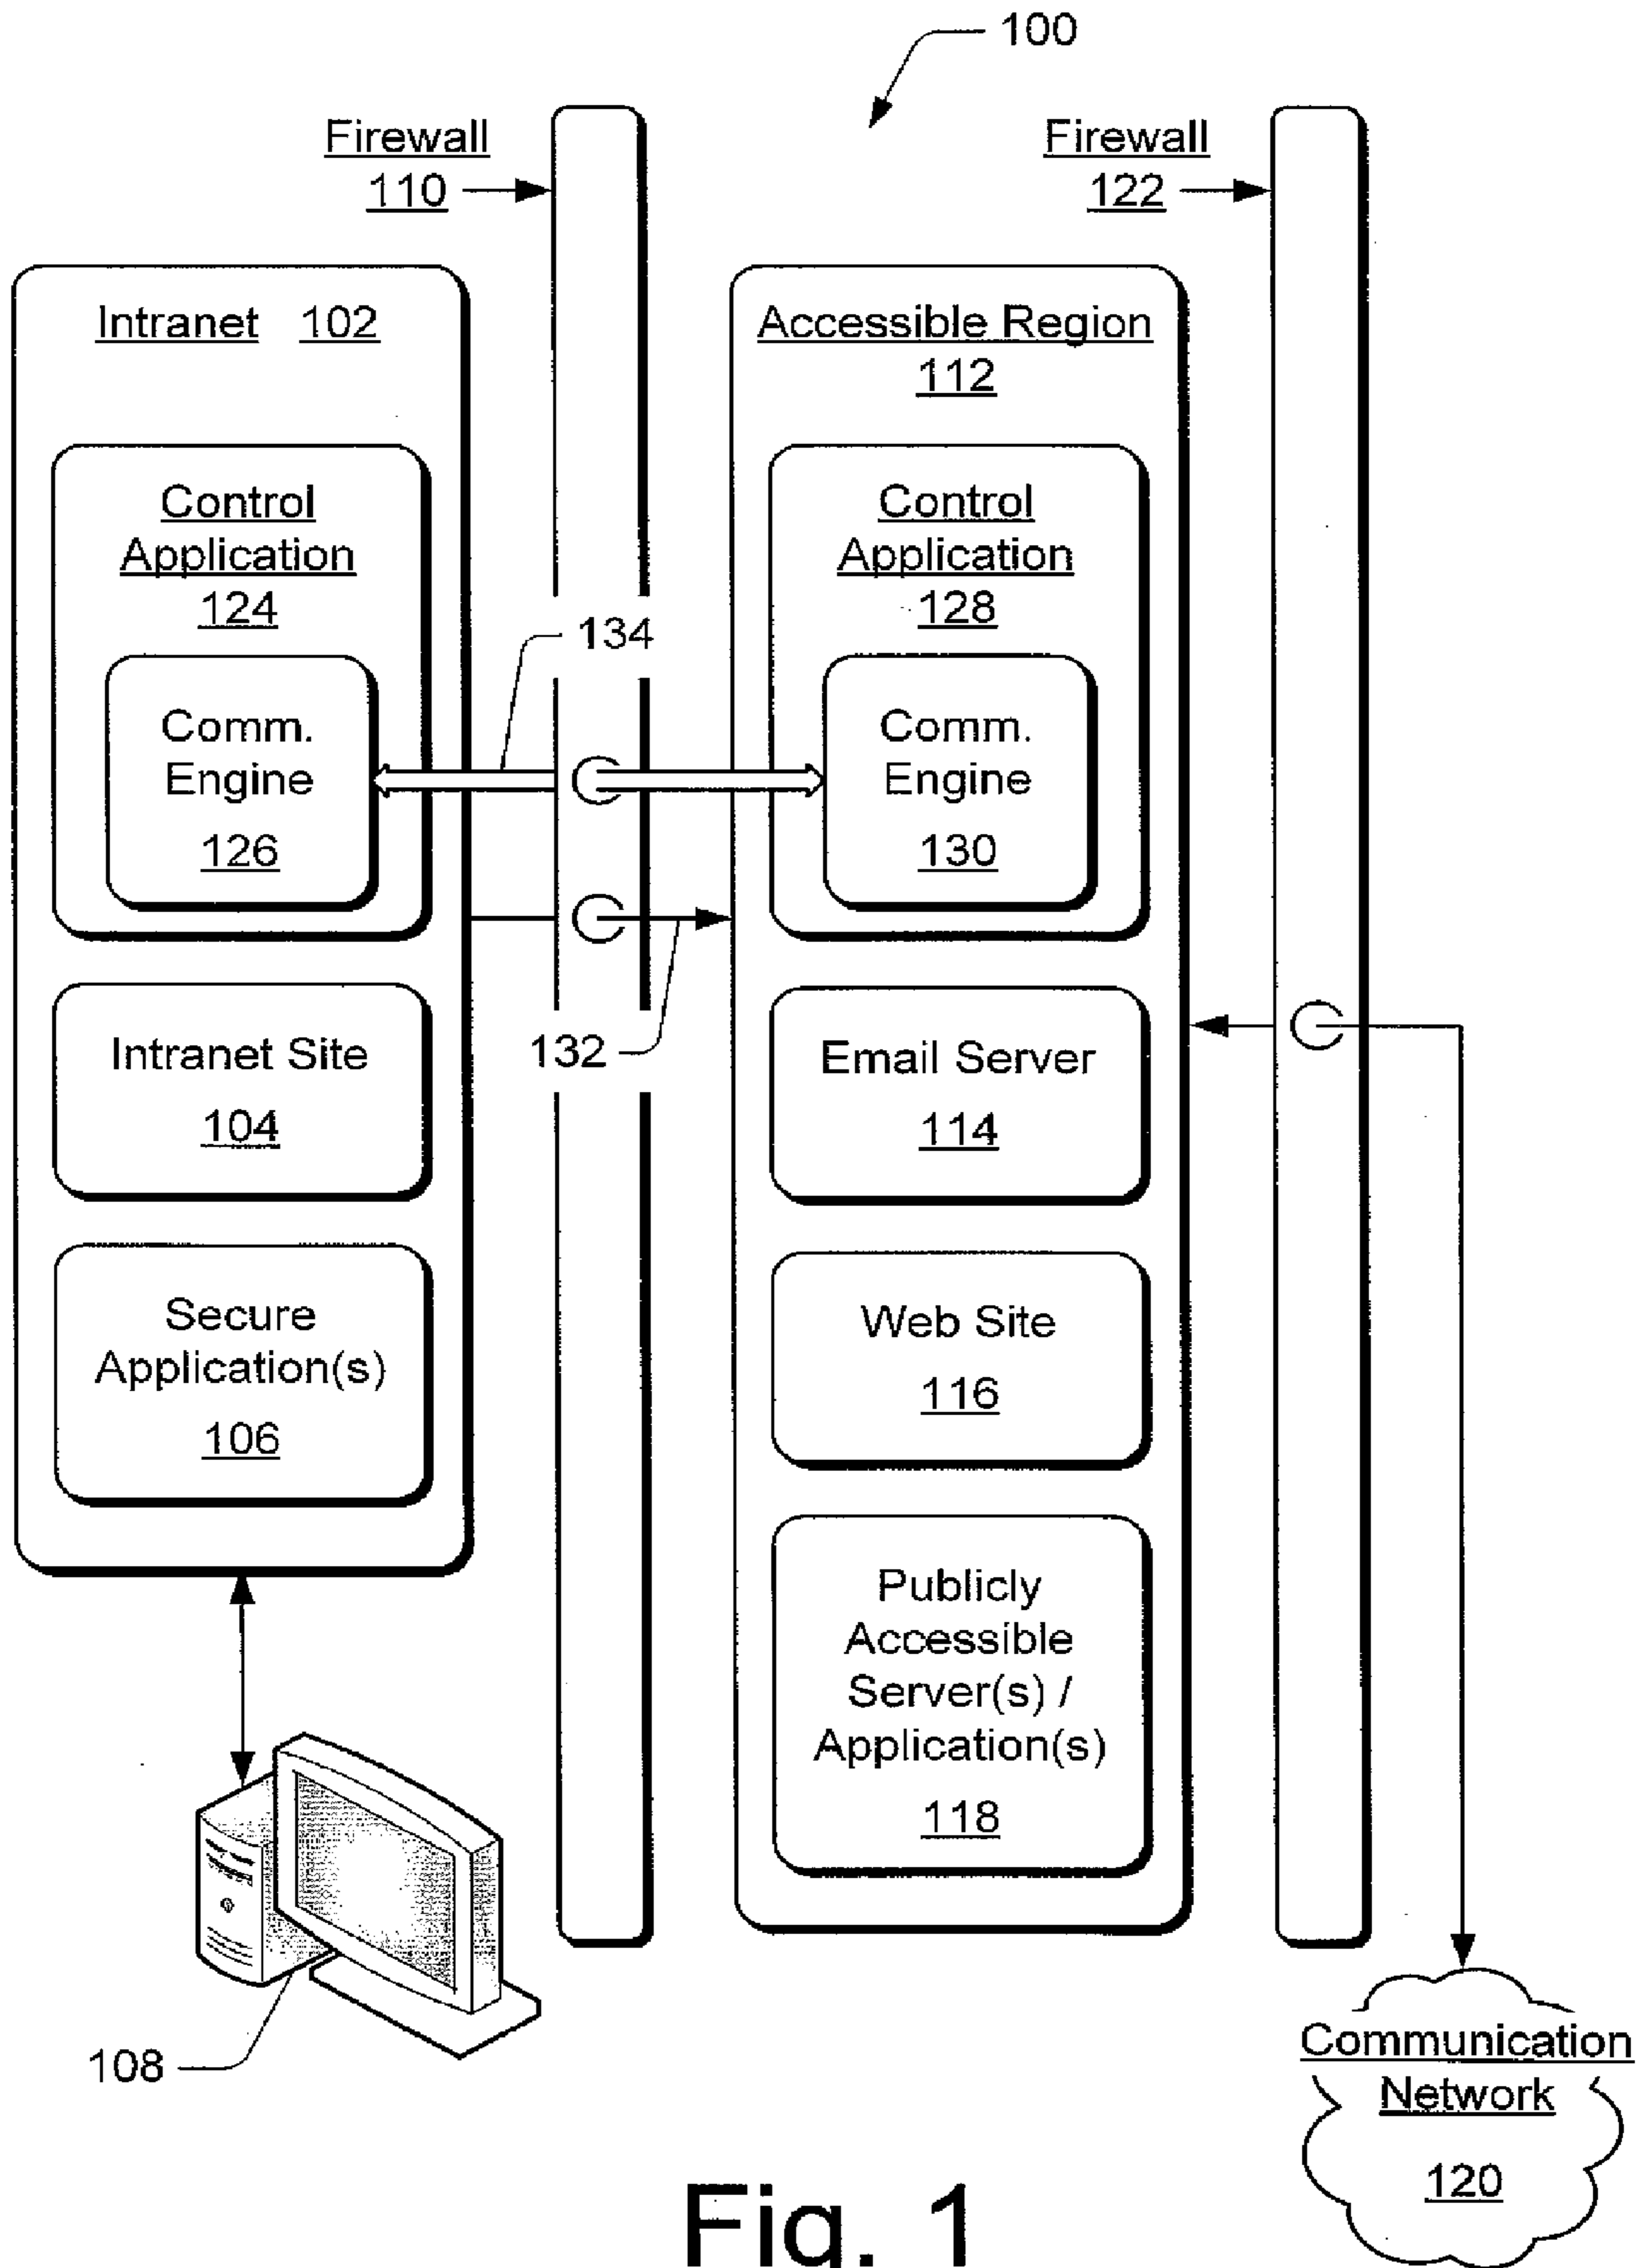 100
Firewall
110
Firewall
122
Intranet 102
Control
Application
124
Comm.
Engine
126
Intranet Site
104
Secure
Application(s)
106
108
134
132
Accessible Region
112
Control
Application
128
Comm.
Engine
130
Email Server
114
Web Site
116
Publicly
Accessible
Server(s) /
Application(s)
118
Communication
Network
120
Fig. 1